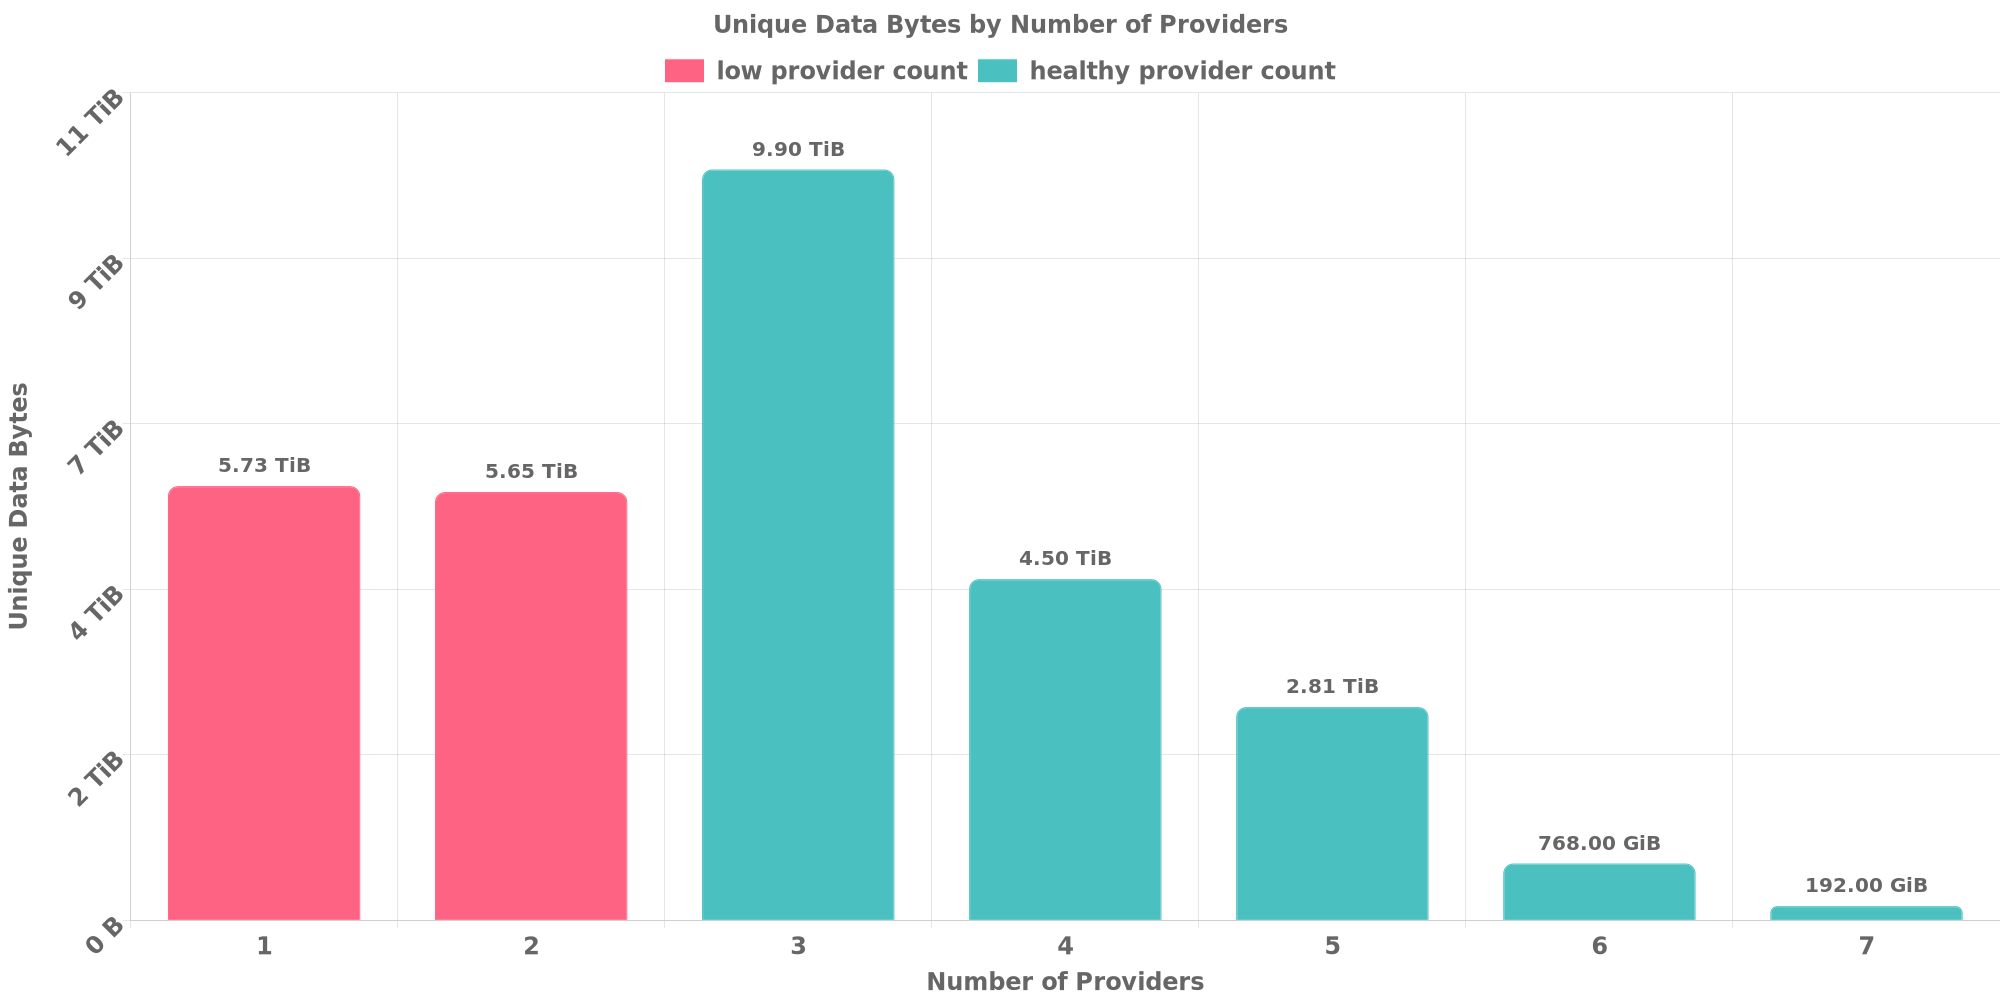 Unique Data Bytes by Number of Providers
low provider count healthy provider count
11 TiB
9 TiB
7 TiB
4 TiB
2 TiB
0 B
Unique Data Bytes
5.73 TiB
5.65 TiB
9.90 TiB
4.50 TiB
2.81 TiB
768.00 GiB
192.00 GiB
1 2 3 4 5 6 7
Number of Providers